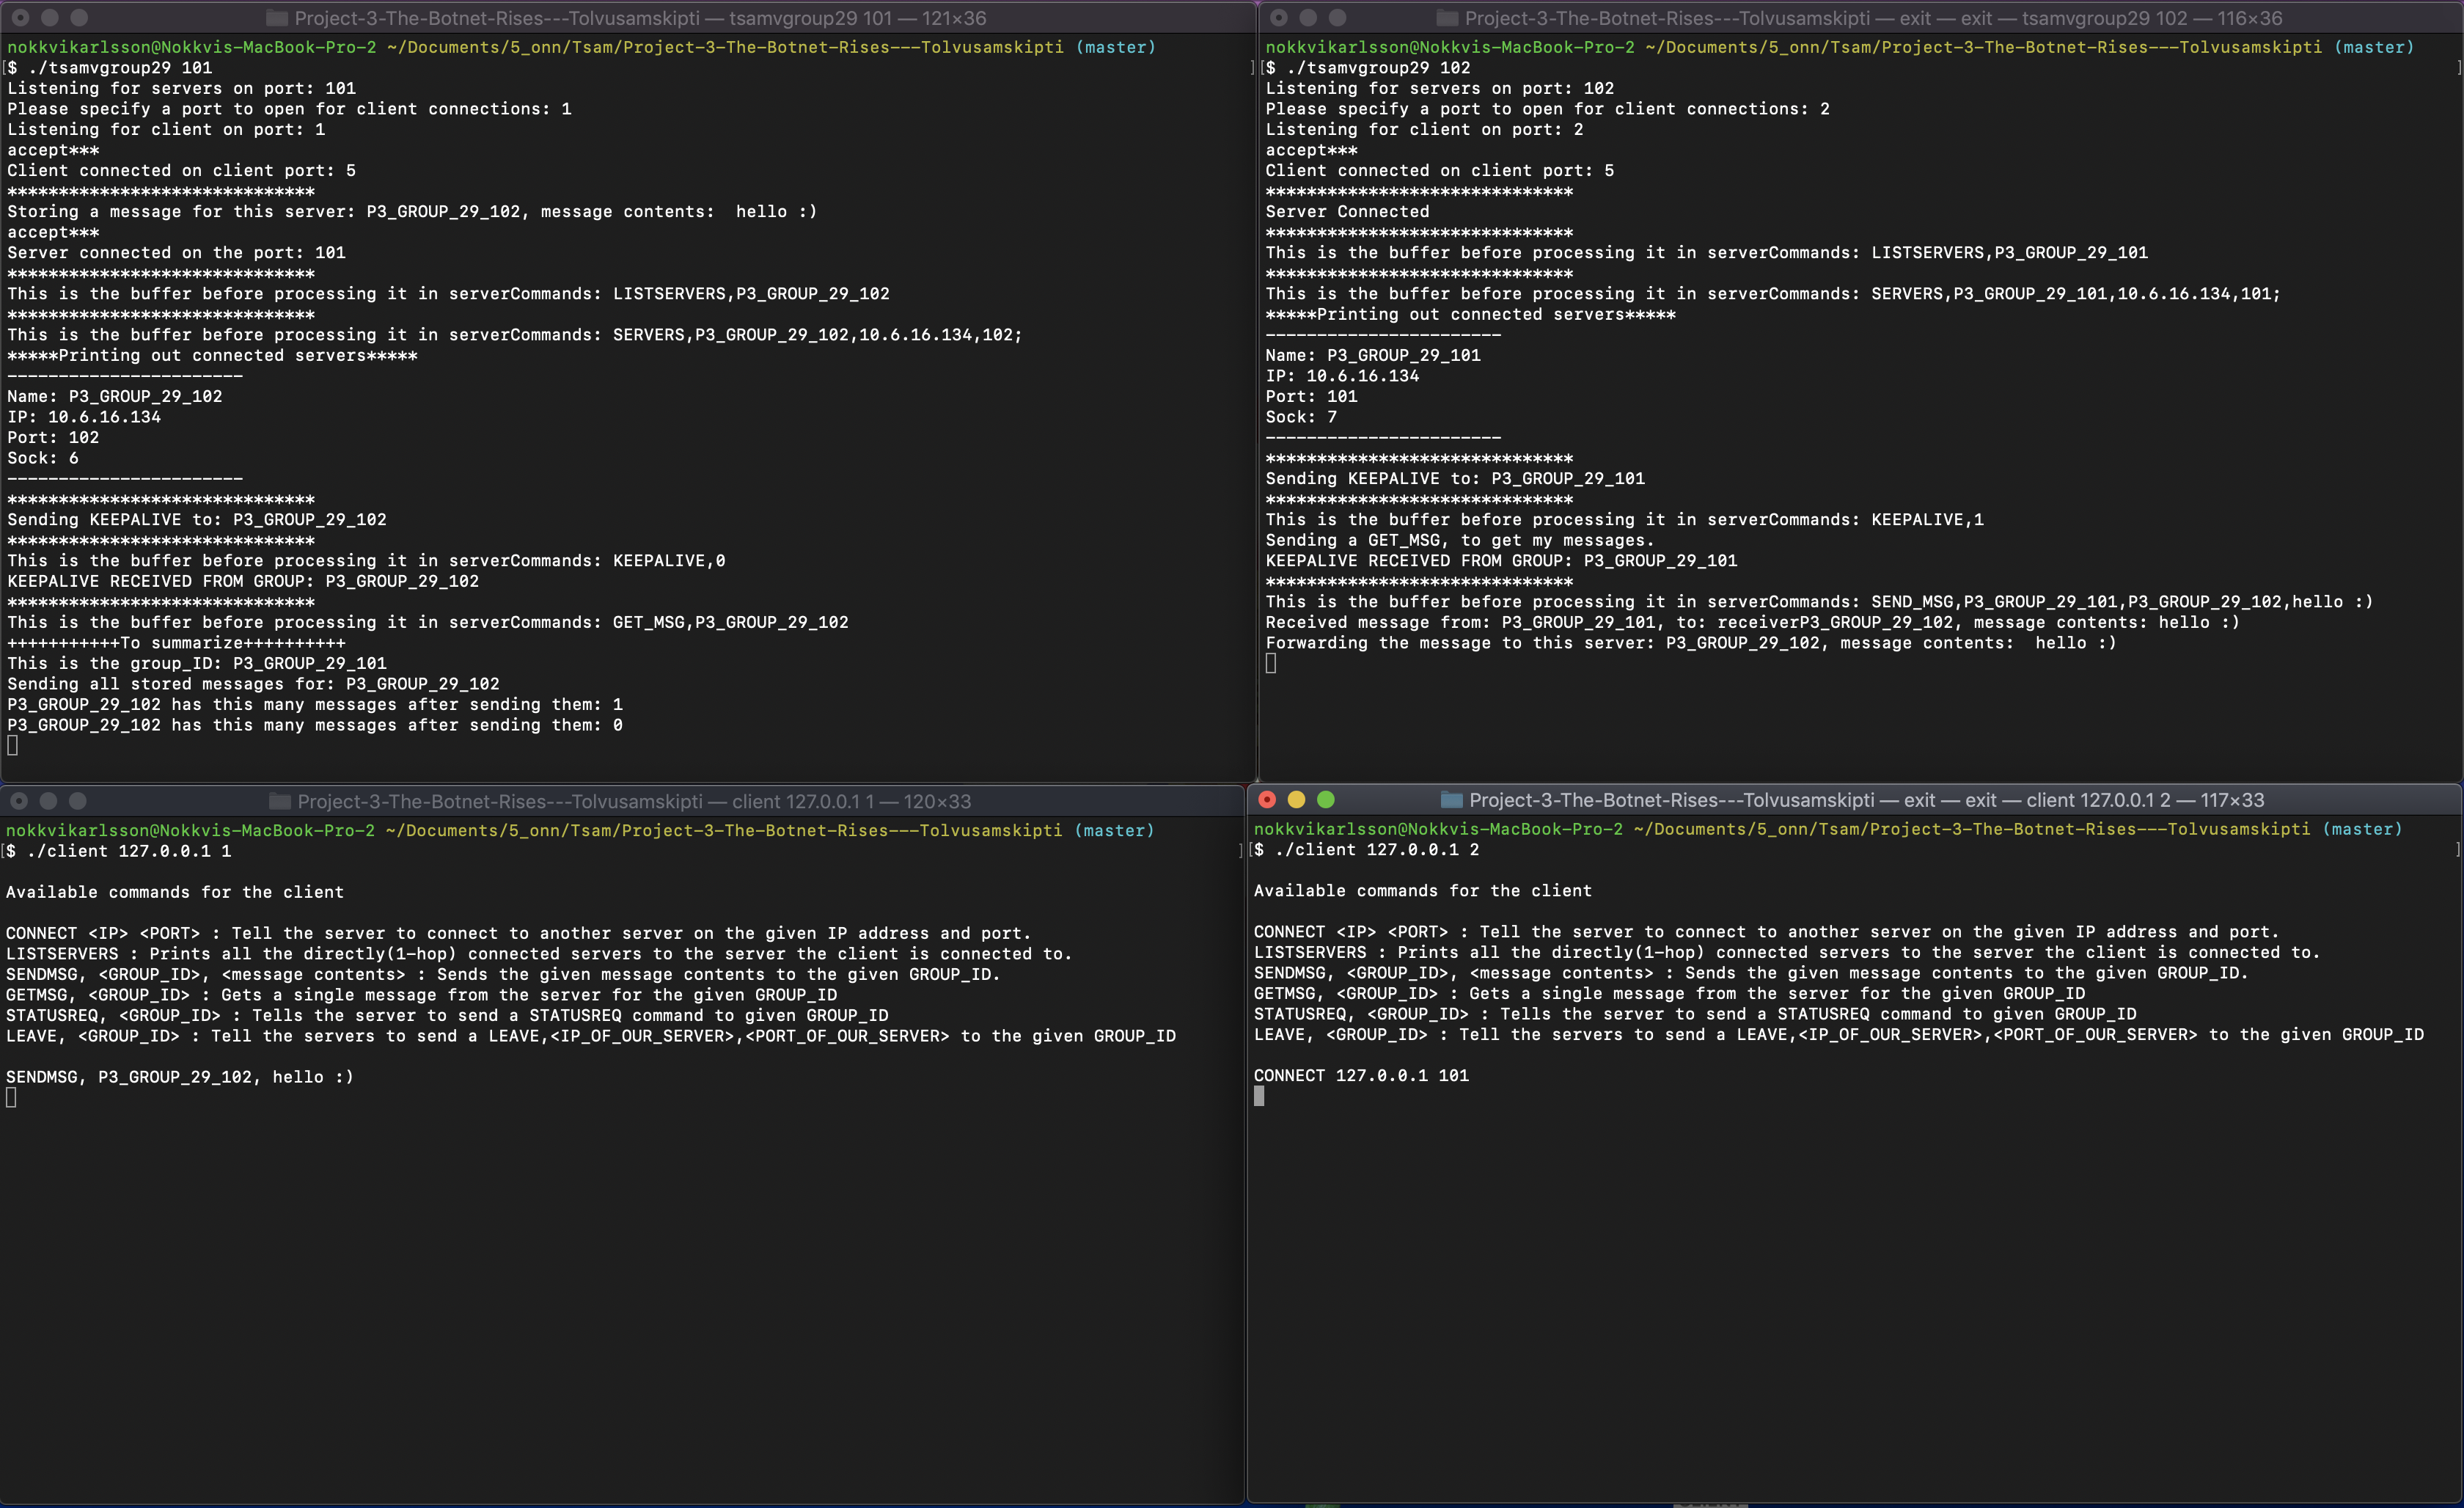 Project-3-The-Botnet-Rises---Tolvusamskipti — tsamvgroup29 101 — 121×36
nokkvikarlsson@Nokkvis-MacBook-Pro-2 ~/Documents/5_onn/Tsam/Project-3-The-Botnet-Rises---Tolvusamskipti (master)
[$ ./tsamvgroup29 101 ]
Listening for servers on port: 101
Please specify a port to open for client connections: 1
Listening for client on port: 1
accept***
Client connected on client port: 5
******************************
Storing a message for this server: P3_GROUP_29_102, message contents:  hello :)
accept***
Server connected on the port: 101
******************************
This is the buffer before processing it in serverCommands: LISTSERVERS,P3_GROUP_29_102
******************************
This is the buffer before processing it in serverCommands: SERVERS,P3_GROUP_29_102,10.6.16.134,102;
*****Printing out connected servers*****
-----------------------
Name: P3_GROUP_29_102
IP: 10.6.16.134
Port: 102
Sock: 6
-----------------------
******************************
Sending KEEPALIVE to: P3_GROUP_29_102
******************************
This is the buffer before processing it in serverCommands: KEEPALIVE,0
KEEPALIVE RECEIVED FROM GROUP: P3_GROUP_29_102
******************************
This is the buffer before processing it in serverCommands: GET_MSG,P3_GROUP_29_102
+++++++++++To summarize++++++++++
This is the group_ID: P3_GROUP_29_101
Sending all stored messages for: P3_GROUP_29_102
P3_GROUP_29_102 has this many messages after sending them: 1
P3_GROUP_29_102 has this many messages after sending them: 0
Project-3-The-Botnet-Rises---Tolvusamskipti — exit — exit — tsamvgroup29 102 — 116×36
nokkvikarlsson@Nokkvis-MacBook-Pro-2 ~/Documents/5_onn/Tsam/Project-3-The-Botnet-Rises---Tolvusamskipti (master)
[$ ./tsamvgroup29 102 ]
Listening for servers on port: 102
Please specify a port to open for client connections: 2
Listening for client on port: 2
accept***
Client connected on client port: 5
******************************
Server Connected
******************************
This is the buffer before processing it in serverCommands: LISTSERVERS,P3_GROUP_29_101
******************************
This is the buffer before processing it in serverCommands: SERVERS,P3_GROUP_29_101,10.6.16.134,101;
*****Printing out connected servers*****
-----------------------
Name: P3_GROUP_29_101
IP: 10.6.16.134
Port: 101
Sock: 7
-----------------------
******************************
Sending KEEPALIVE to: P3_GROUP_29_101
******************************
This is the buffer before processing it in serverCommands: KEEPALIVE,1
Sending a GET_MSG, to get my messages.
KEEPALIVE RECEIVED FROM GROUP: P3_GROUP_29_101
******************************
This is the buffer before processing it in serverCommands: SEND_MSG,P3_GROUP_29_101,P3_GROUP_29_102,hello :)
Received message from: P3_GROUP_29_101, to: receiverP3_GROUP_29_102, message contents: hello :)
Forwarding the message to this server: P3_GROUP_29_102, message contents:  hello :)
Project-3-The-Botnet-Rises---Tolvusamskipti — client 127.0.0.1 1 — 120×33
nokkvikarlsson@Nokkvis-MacBook-Pro-2 ~/Documents/5_onn/Tsam/Project-3-The-Botnet-Rises---Tolvusamskipti (master)
[$ ./client 127.0.0.1 1 ]
Available commands for the client
CONNECT <IP> <PORT> : Tell the server to connect to another server on the given IP address and port.
LISTSERVERS : Prints all the directly(1-hop) connected servers to the server the client is connected to.
SENDMSG, <GROUP_ID>, <message contents> : Sends the given message contents to the given GROUP_ID.
GETMSG, <GROUP_ID> : Gets a single message from the server for the given GROUP_ID
STATUSREQ, <GROUP_ID> : Tells the server to send a STATUSREQ command to given GROUP_ID
LEAVE, <GROUP_ID> : Tell the servers to send a LEAVE,<IP_OF_OUR_SERVER>,<PORT_OF_OUR_SERVER> to the given GROUP_ID
SENDMSG, P3_GROUP_29_102, hello :)
Project-3-The-Botnet-Rises---Tolvusamskipti — exit — exit — client 127.0.0.1 2 — 117×33
nokkvikarlsson@Nokkvis-MacBook-Pro-2 ~/Documents/5_onn/Tsam/Project-3-The-Botnet-Rises---Tolvusamskipti (master)
[$ ./client 127.0.0.1 2 ]
Available commands for the client
CONNECT <IP> <PORT> : Tell the server to connect to another server on the given IP address and port.
LISTSERVERS : Prints all the directly(1-hop) connected servers to the server the client is connected to.
SENDMSG, <GROUP_ID>, <message contents> : Sends the given message contents to the given GROUP_ID.
GETMSG, <GROUP_ID> : Gets a single message from the server for the given GROUP_ID
STATUSREQ, <GROUP_ID> : Tells the server to send a STATUSREQ command to given GROUP_ID
LEAVE, <GROUP_ID> : Tell the servers to send a LEAVE,<IP_OF_OUR_SERVER>,<PORT_OF_OUR_SERVER> to the given GROUP_ID
CONNECT 127.0.0.1 101